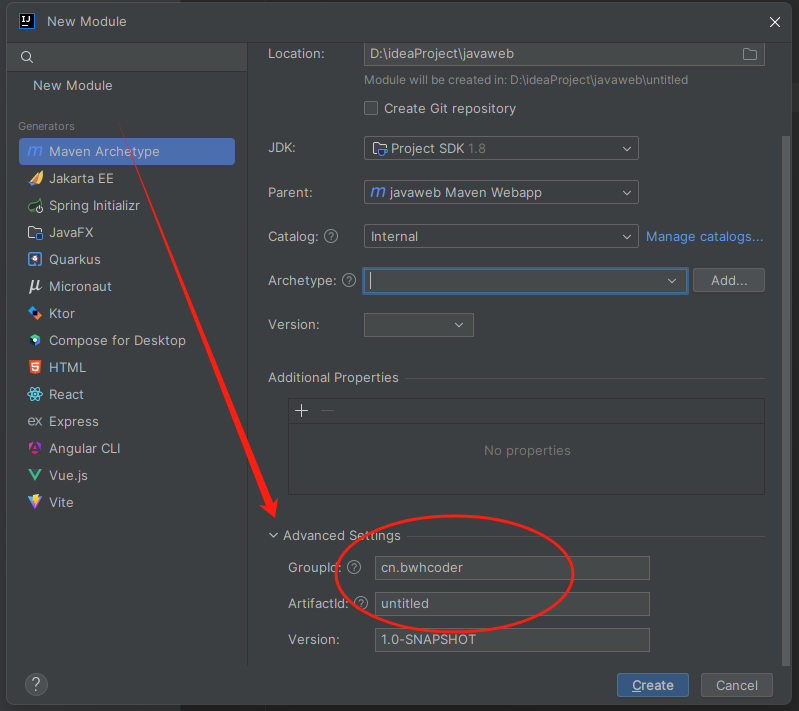 New Module
New Module
Generators
Maven Archetype
Jakarta EE
Spring Initializr
JavaFX
Quarkus
Micronaut
Ktor
Compose for Desktop
HTML
React
ex Express
Angular CLI
Vue.js
Vite
Location: D:\ideaProject\javaweb
Module will be created in: D:\ideaProject\javaweb\untitled
Create Git repository
JDK: Project SDK 1.8
Parent: m javaweb Maven Webapp
Catalog: ? Internal Manage catalogs...
Archetype: ? Add...
Version:
Additional Properties
No properties
Advanced Settings
GroupId: ? cn.bwhcoder
ArtifactId: ? untitled
Version: 1.0-SNAPSHOT
? Create Cancel